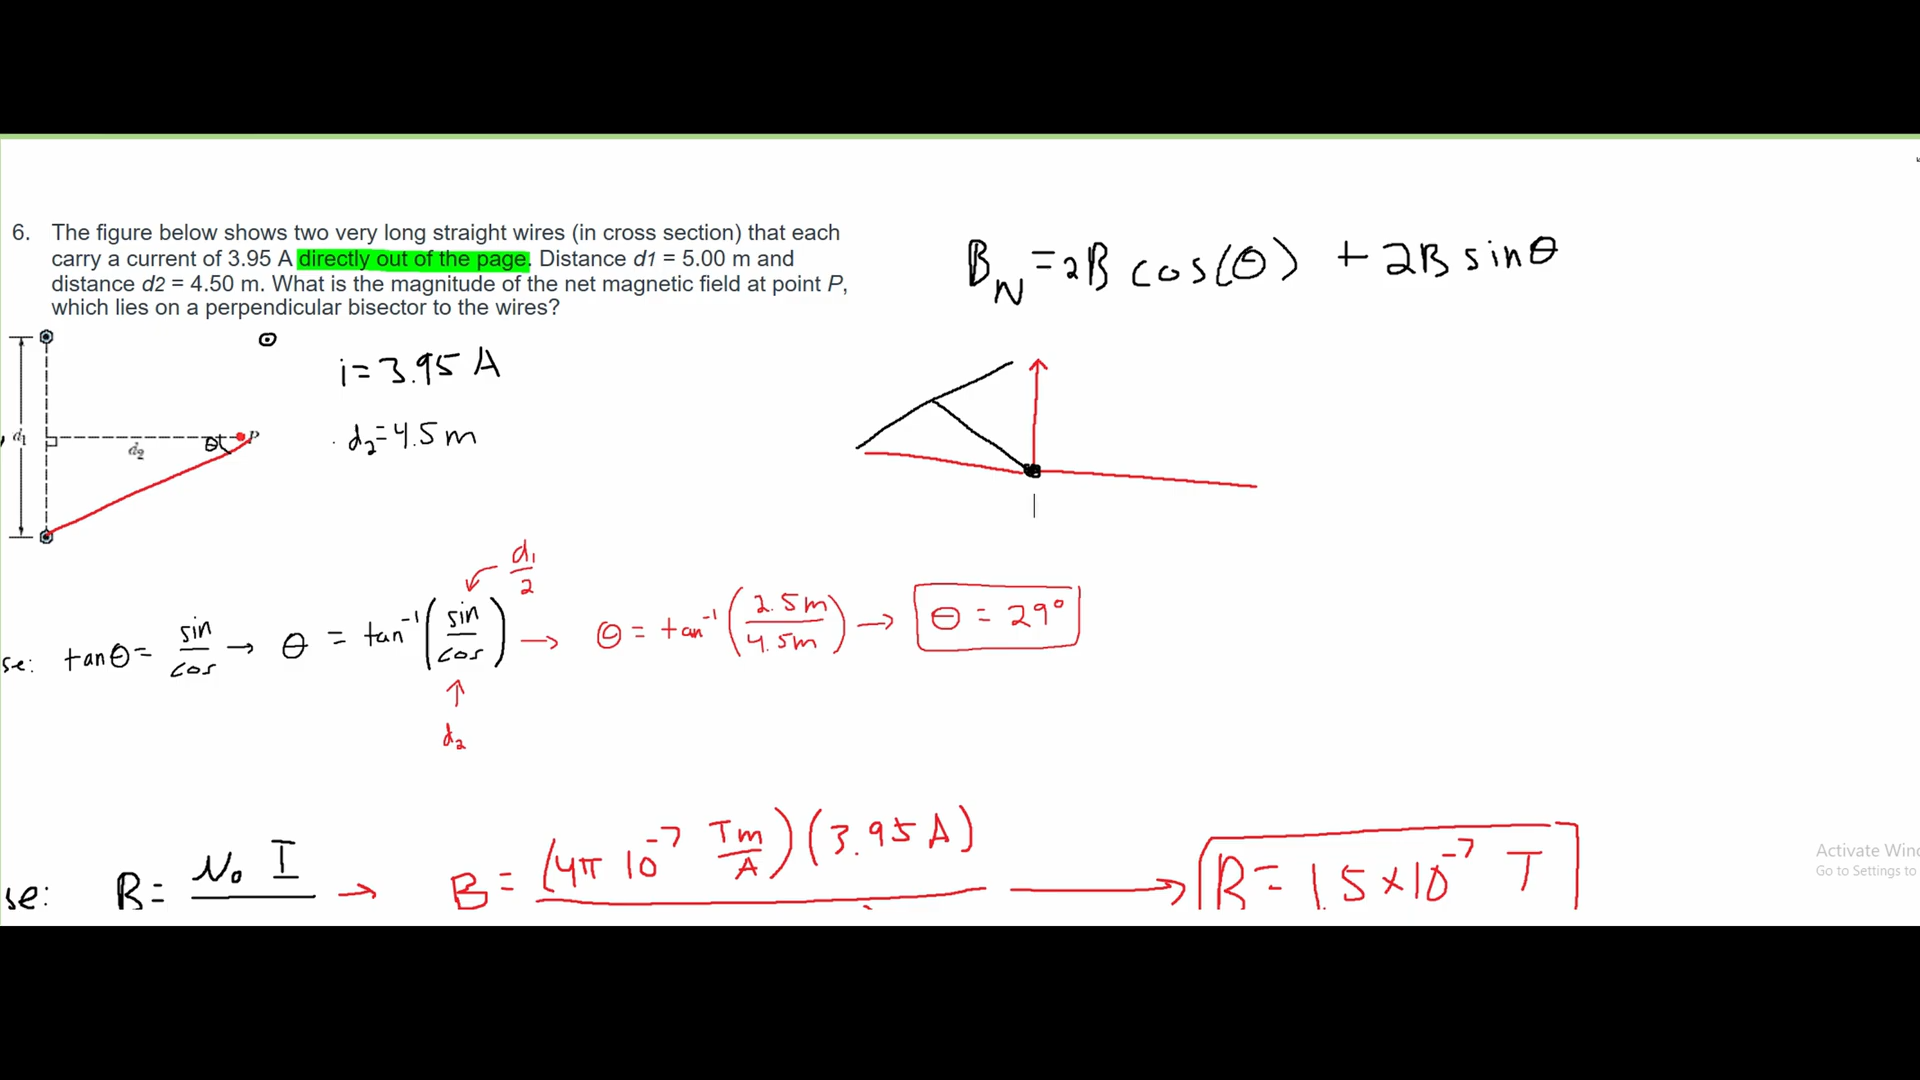 6. The figure below shows two very long straight wires (in cross section) that each
carry a current of 3.95 A directly out of the page. Distance d1 = 5.00 m and
distance d2 = 4.50 m. What is the magnitude of the net magnetic field at point P,
which lies on a perpendicular bisector to the wires?
B_N = 2B cos(θ) + 2B sinθ
i = 3.95 A
d₁
d₂
θ
P
d₂ = 4.5 m
d₁/2
se: tanθ = sin/cos → θ = tan⁻¹(sin/cos) → θ = tan⁻¹(2.5m/4.5m) → θ = 29°
d₂
se: B = N₀ I → B = (4π 10⁻⁷ Tm/A)(3.95 A) → B = 1.5 × 10⁻⁷ T
Activate Wind
Go to Settings to